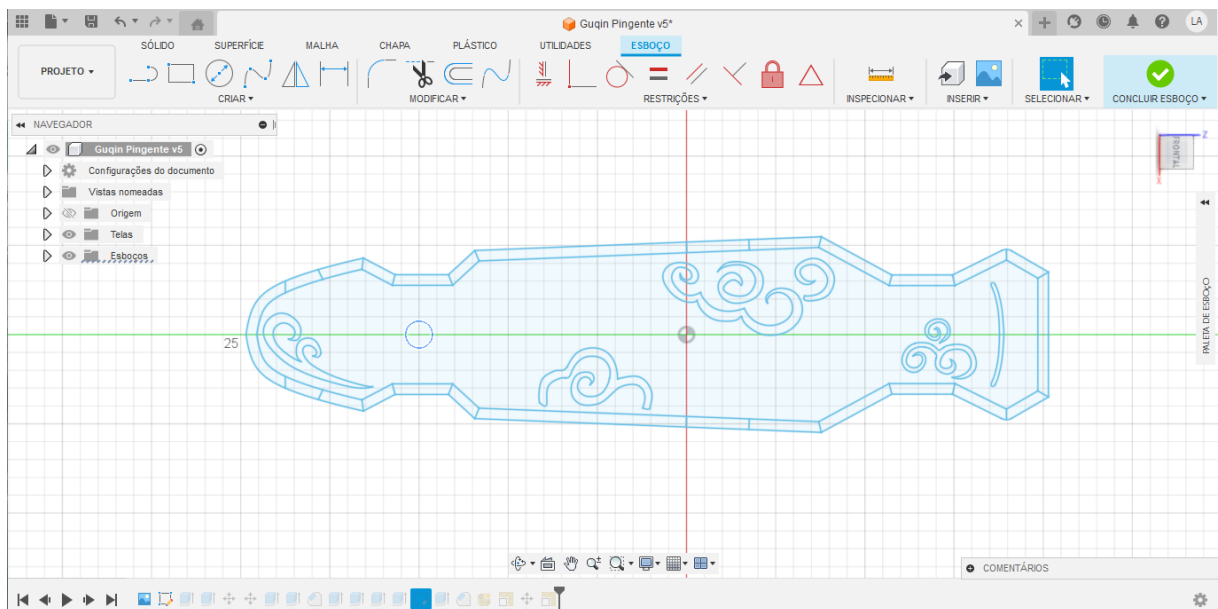 Guqin Pingente v5*
LA
PROJETO
SÓLIDO
SUPERFÍCIE
MALHA
CHAPA
PLÁSTICO
UTILIDADES
ESBOÇO
CRIAR
MODIFICAR
RESTRIÇÕES
INSPECIONAR
INSERIR
SELECIONAR
CONCLUIR ESBOÇO
NAVEGADOR
Guqin Pingente v5
Configurações do documento
Vistas nomeadas
Origem
Telas
Esboços
FRONTAL
Z
X
PALETA DE ESBOÇO
25
COMENTÁRIOS